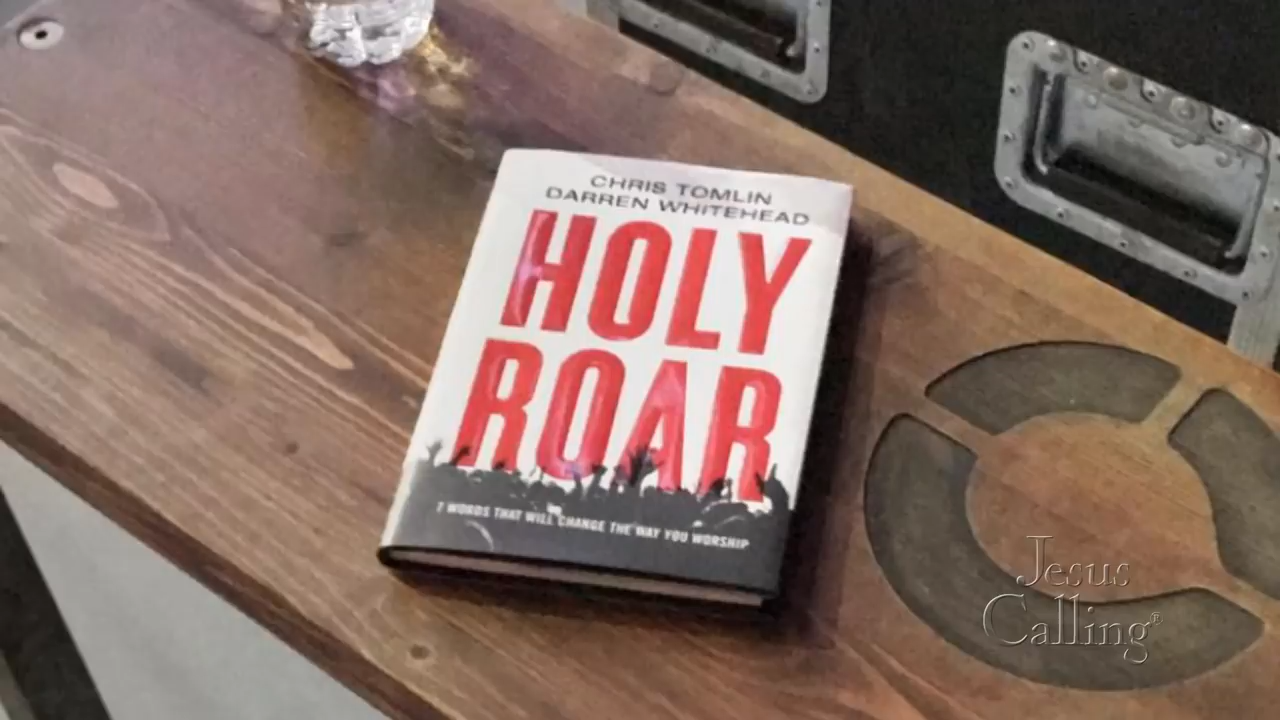 CHRIS TOMLIN
DARREN WHITEHEAD
HOLY
ROAR
7 WORDS THAT WILL CHANGE THE WAY YOU WORSHIP
Jesus
Calling®